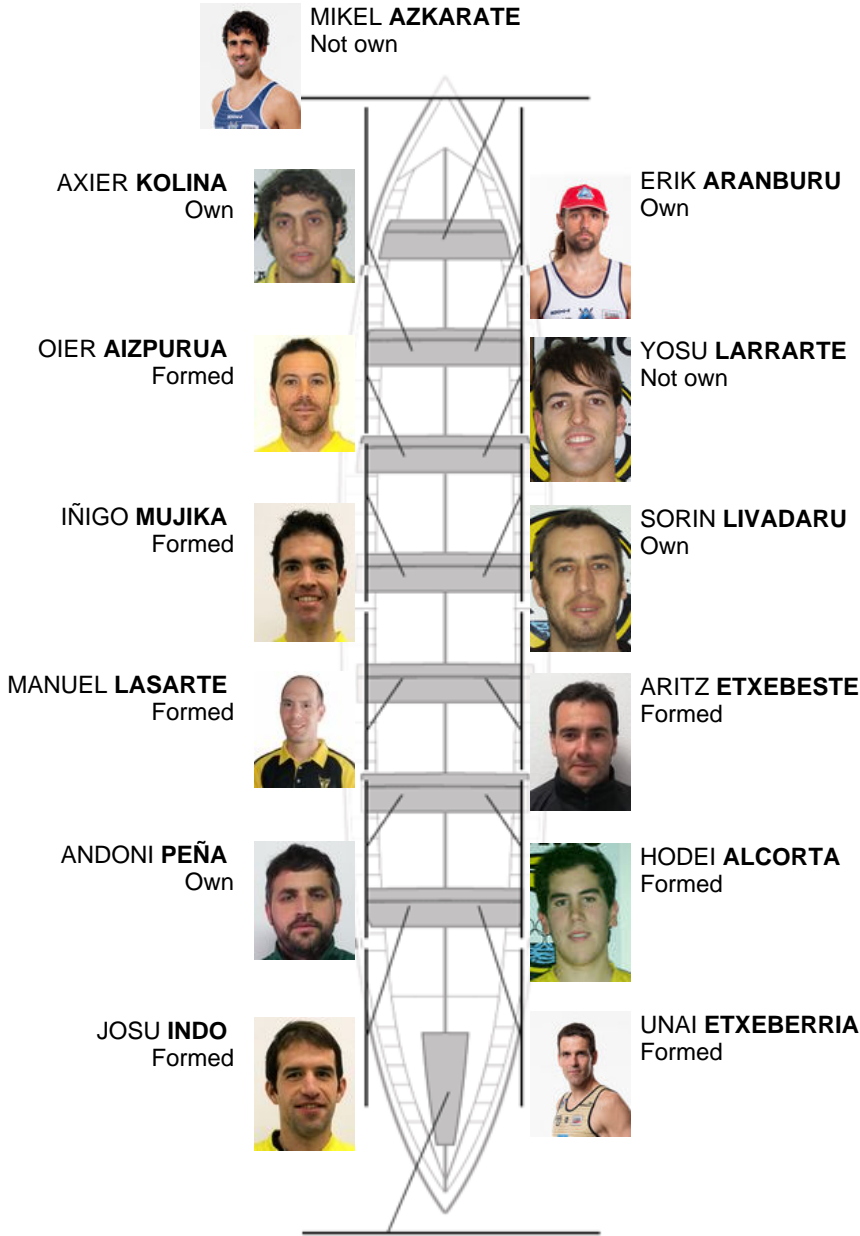 MIKEL AZKARATE
Not own
AXIER KOLINA
Own
ERIK ARANBURU
Own
OIER AIZPURUA
Formed
YOSU LARRARTE
Not own
IÑIGO MUJIKA
Formed
SORIN LIVADARU
Own
MANUEL LASARTE
Formed
ARITZ ETXEBESTE
Formed
ANDONI PEÑA
Own
HODEI ALCORTA
Formed
JOSU INDO
Formed
UNAI ETXEBERRIA
Formed